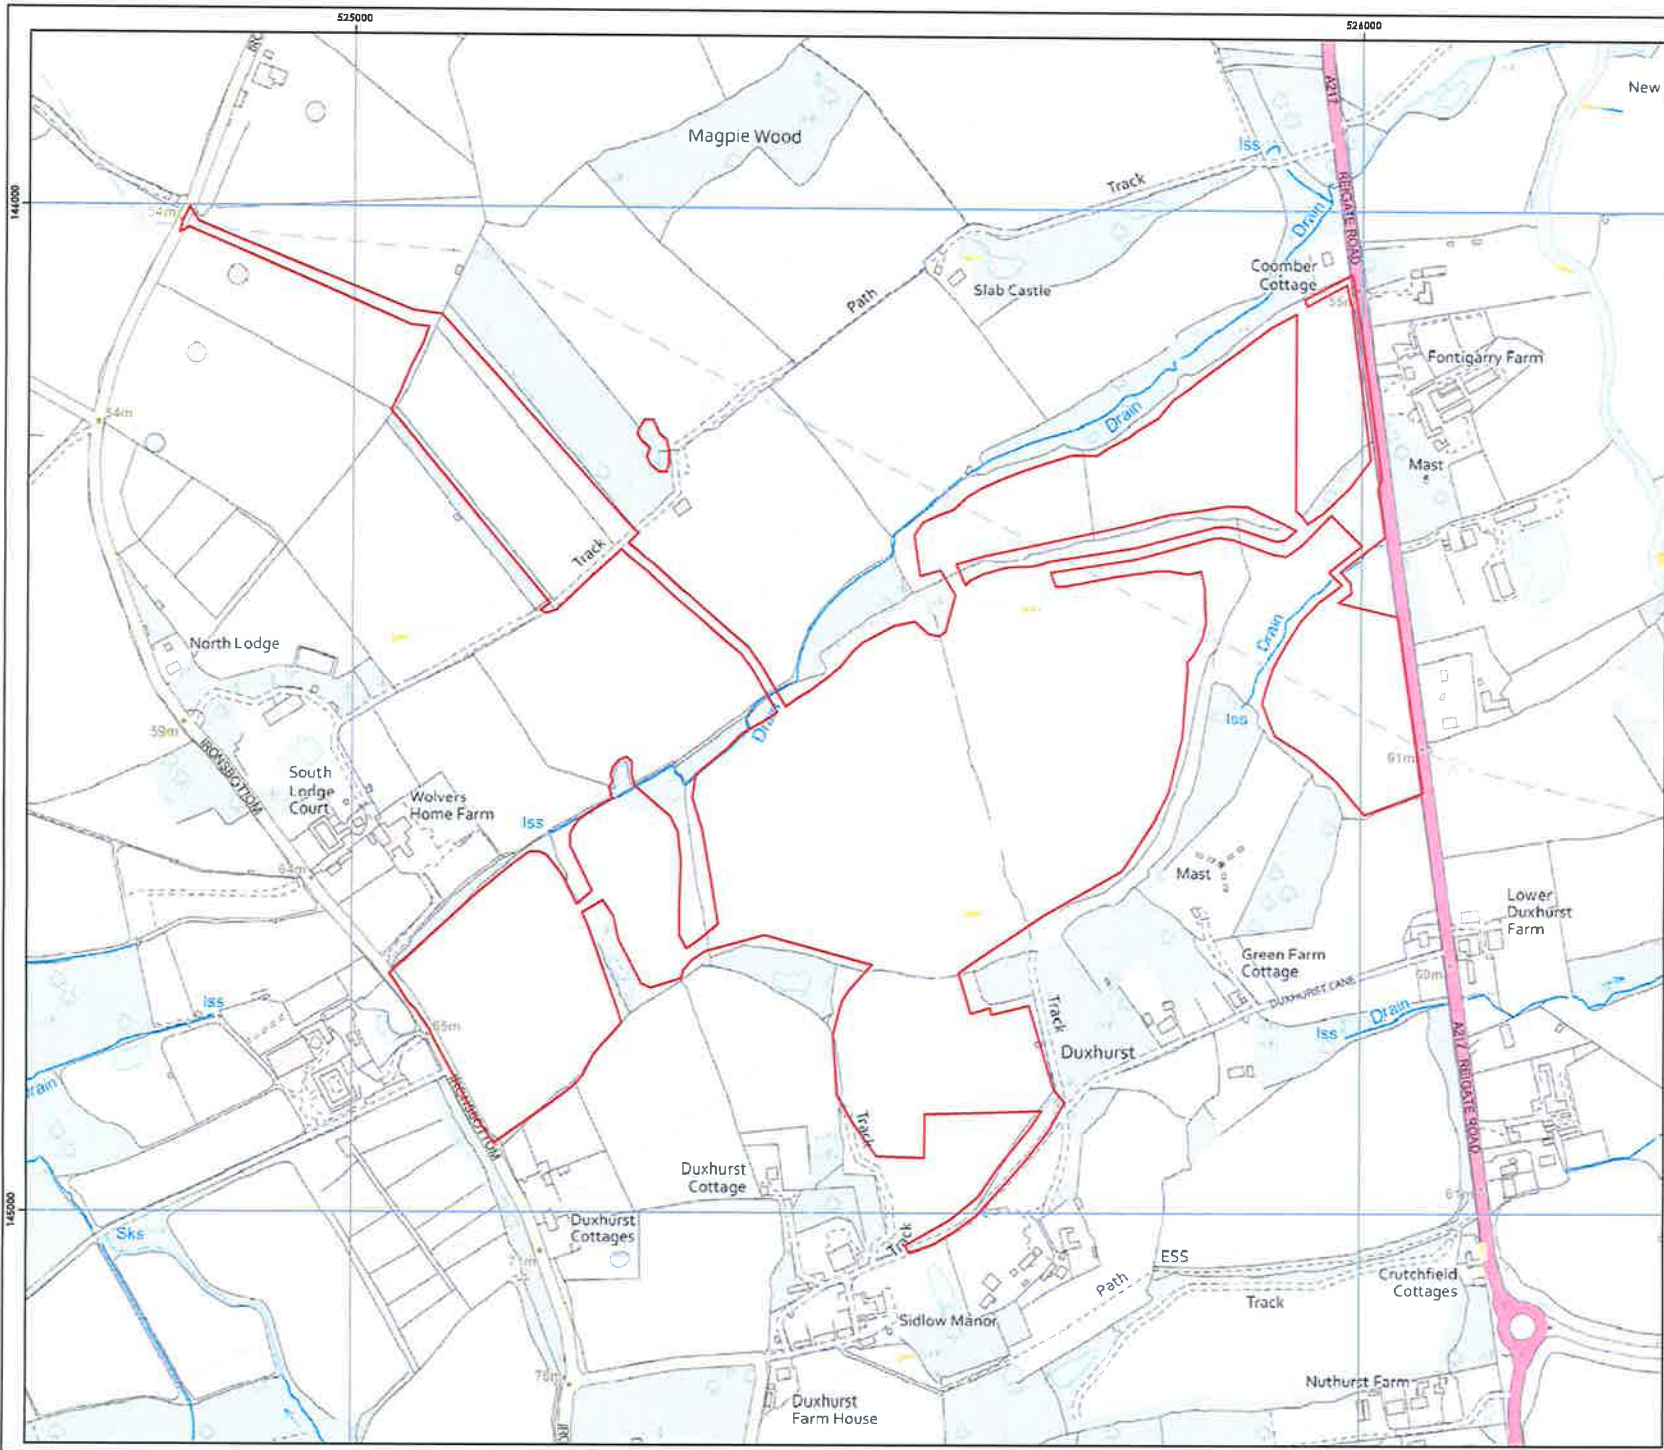 525000
526000
New
A217
Magpie Wood
Iss
Track
146000
54m
REIGATE ROAD
Drain
Coomber
Cottage
Path
Slab Castle
55m
Fontigarry Farm
54m
Drain
Mast
Track
Drain
North Lodge
Iss
59m
IRONSBOTTOM
Drain
61m
South
Lodge
Court
Wolvers
Home Farm
Iss
64m
Mast
Lower
Duxhurst
Farm
Green Farm
Cottage
DUXHURST LANE
Iss
Track
Drain
Iss
65m
A217 REIGATE ROAD
Duxhurst
IRONSBOTTOM
Track
Duxhurst
Cottage
145000
Sks
Duxhurst
Cottages
Track
ESS
Path
Track
Crutchfield
Cottages
Sidlow Manor
Nuthurst Farm
Duxhurst
Farm House